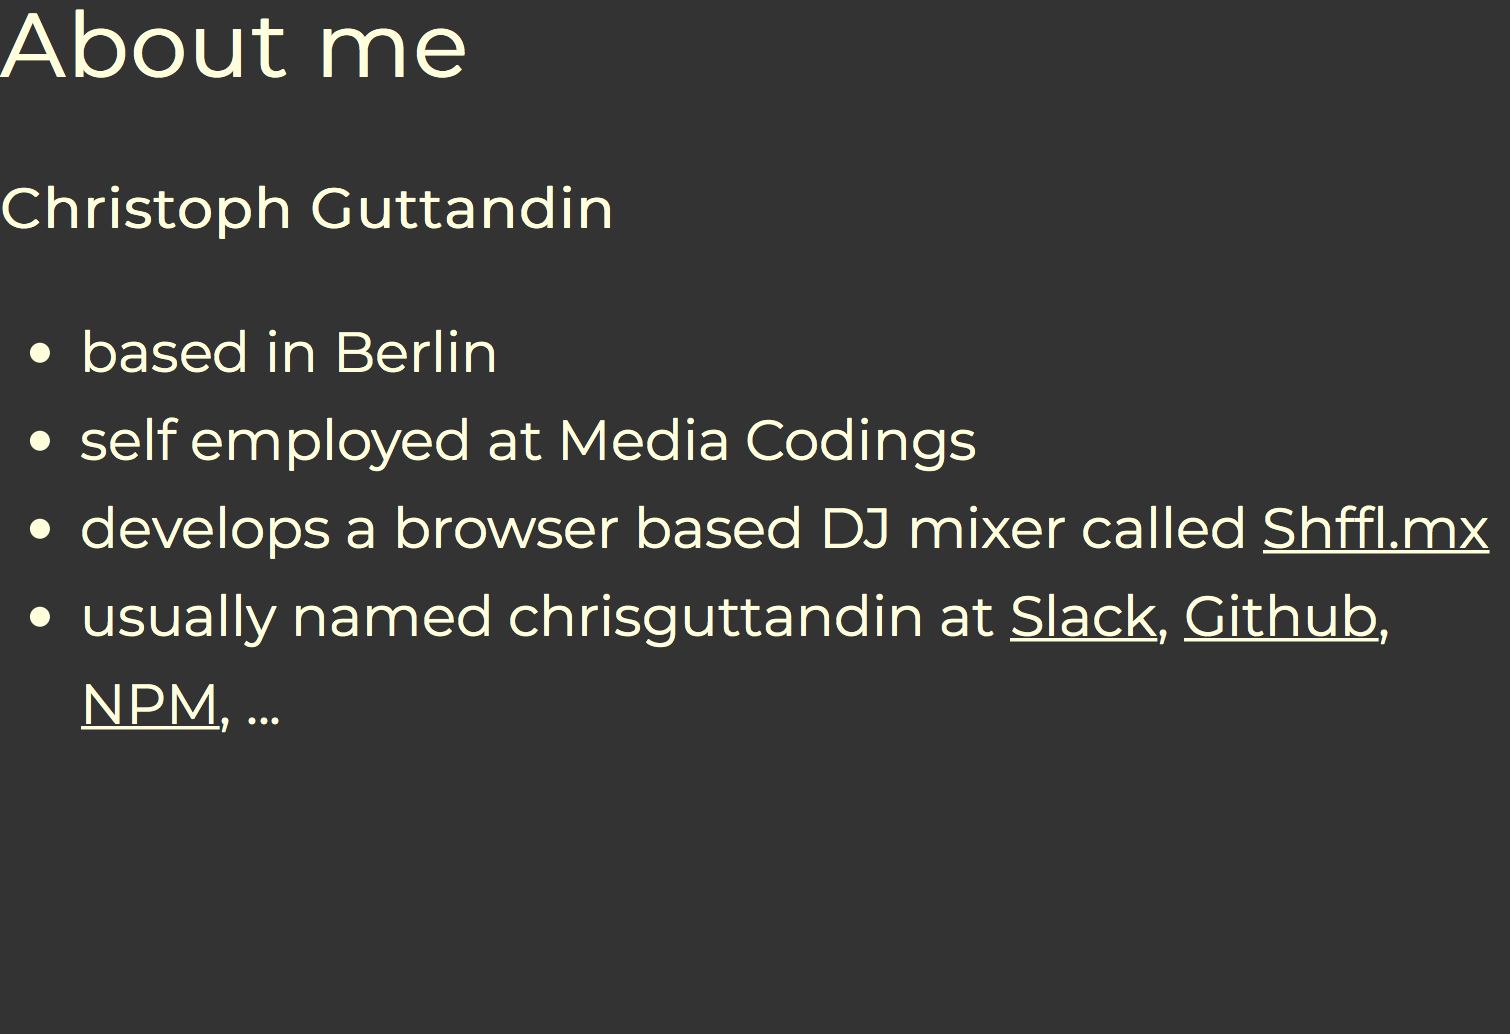 About me
Christoph Guttandin
• based in Berlin
• self employed at Media Codings
• develops a browser based DJ mixer called Shffl.mx
• usually named chrisguttandin at Slack, Github,
NPM, ...